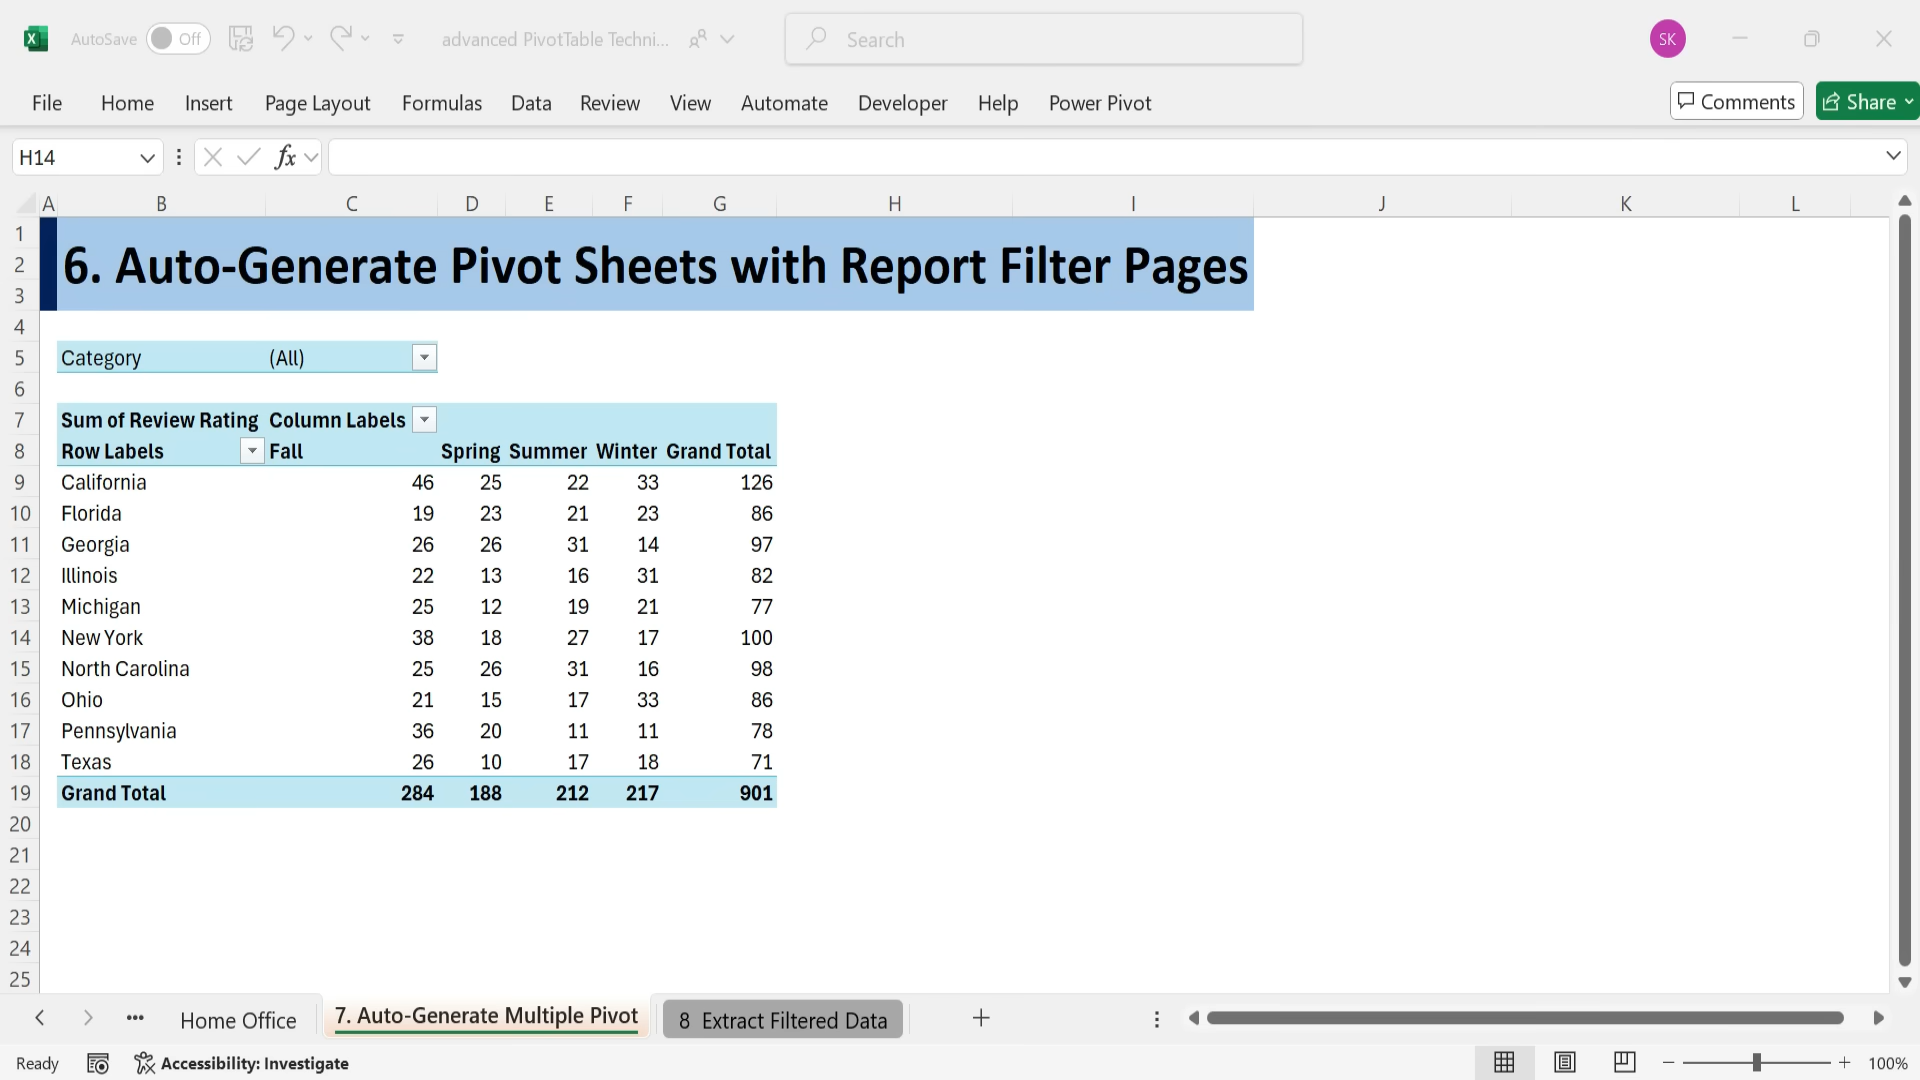 AutoSave Off advanced PivotTable Techni... Search SK
File Home Insert Page Layout Formulas Data Review View Automate Developer Help Power Pivot Comments Share
H14 fx
A B C D E F G H I J K L
1
2 6. Auto-Generate Pivot Sheets with Report Filter Pages
3
4
5 Category (All)
6
7 Sum of Review Rating Column Labels
8 Row Labels Fall Spring Summer Winter Grand Total
9 California 46 25 22 33 126
10 Florida 19 23 21 23 86
11 Georgia 26 26 31 14 97
12 Illinois 22 13 16 31 82
13 Michigan 25 12 19 21 77
14 New York 38 18 27 17 100
15 North Carolina 25 26 31 16 98
16 Ohio 21 15 17 33 86
17 Pennsylvania 36 20 11 11 78
18 Texas 26 10 17 18 71
19 Grand Total 284 188 212 217 901
20
21
22
23
24
25
Home Office 7. Auto-Generate Multiple Pivot 8 Extract Filtered Data
Ready Accessibility: Investigate 100%